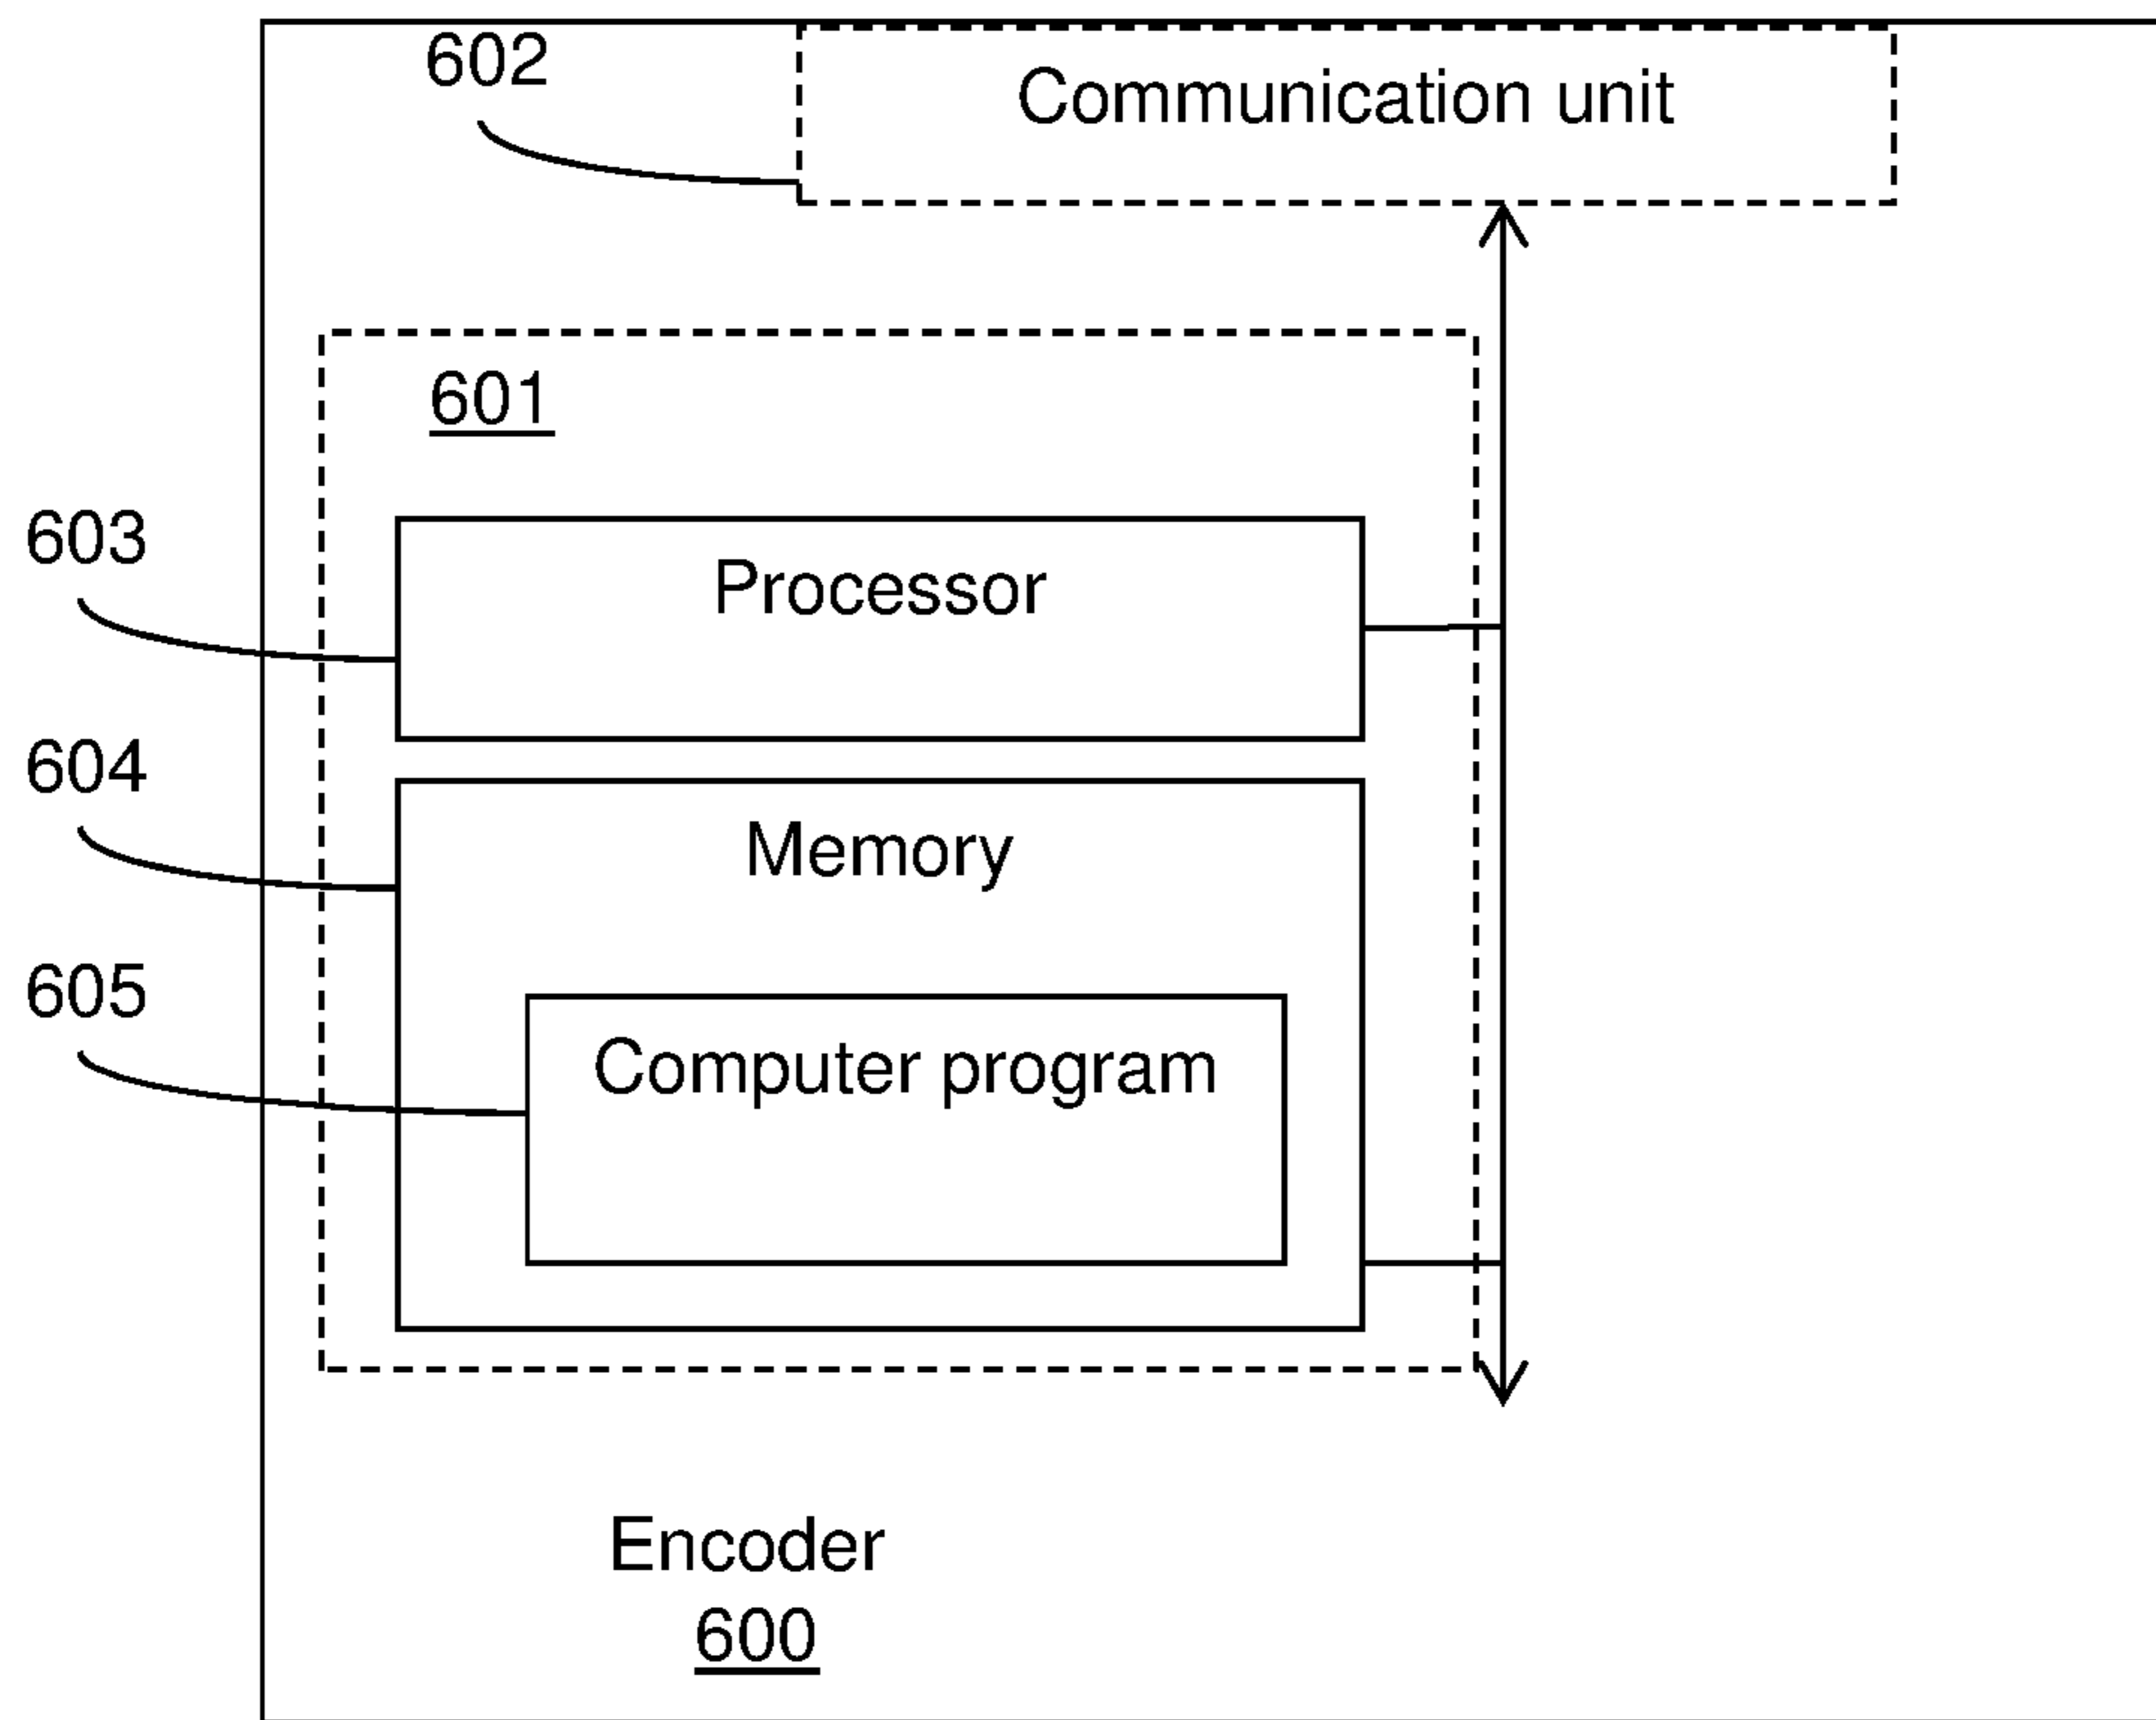 602
Communication unit
601
603
Processor
604
Memory
605
Computer program
Encoder
600